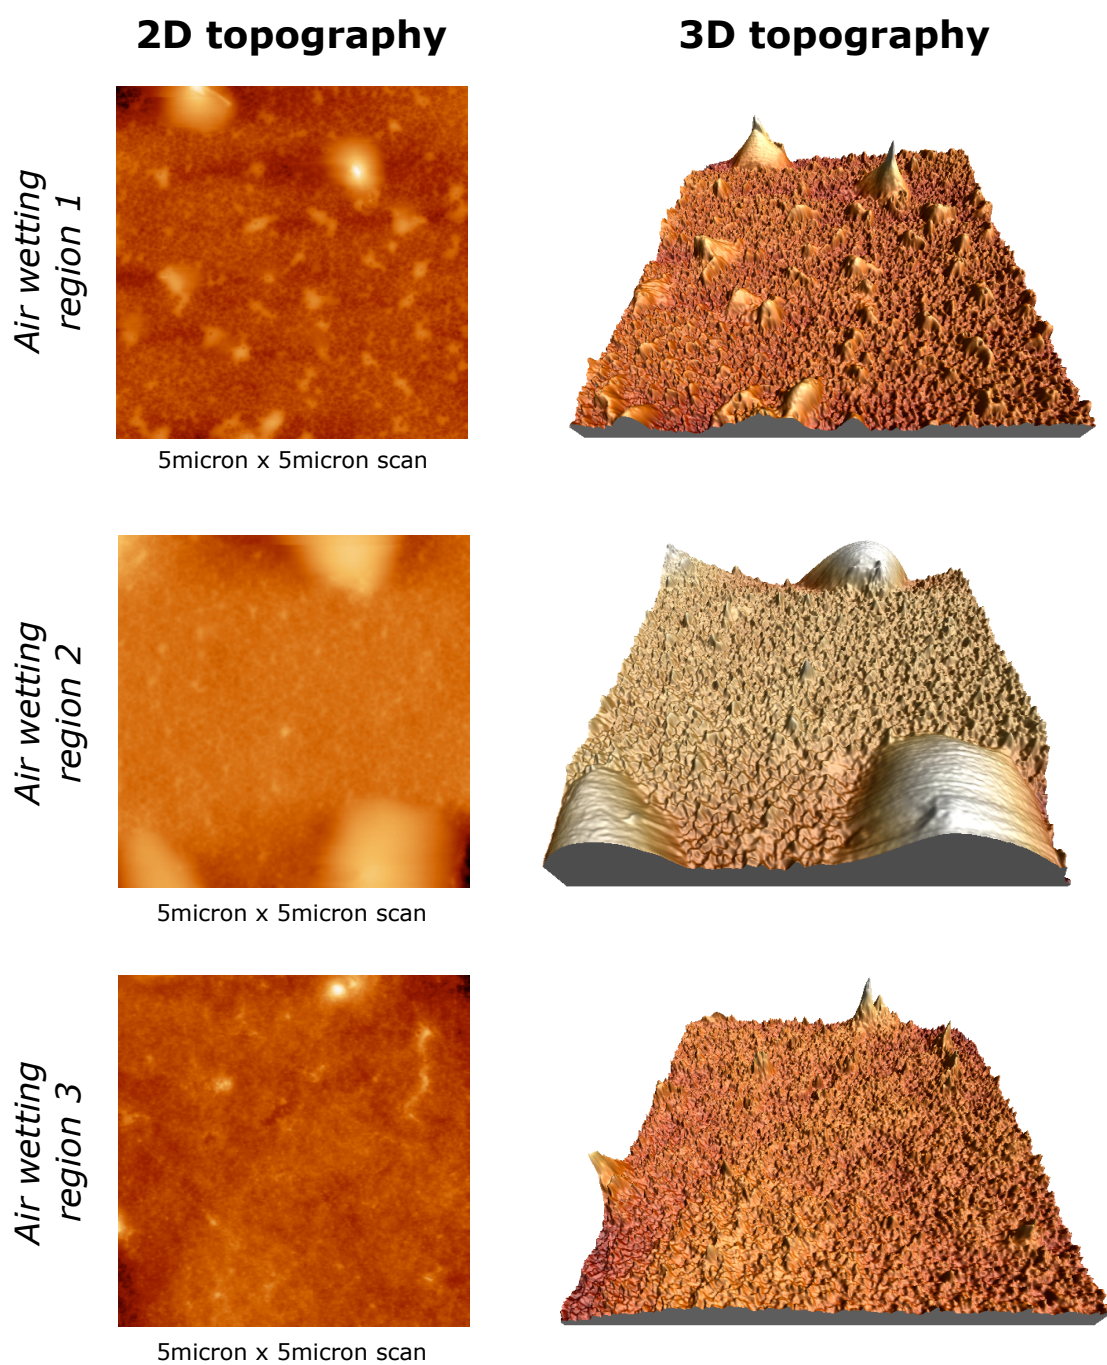 2D topography
3D topography
Air wetting
region 1
5micron x 5micron scan
Air wetting
region 2
5micron x 5micron scan
Air wetting
region 3
5micron x 5micron scan